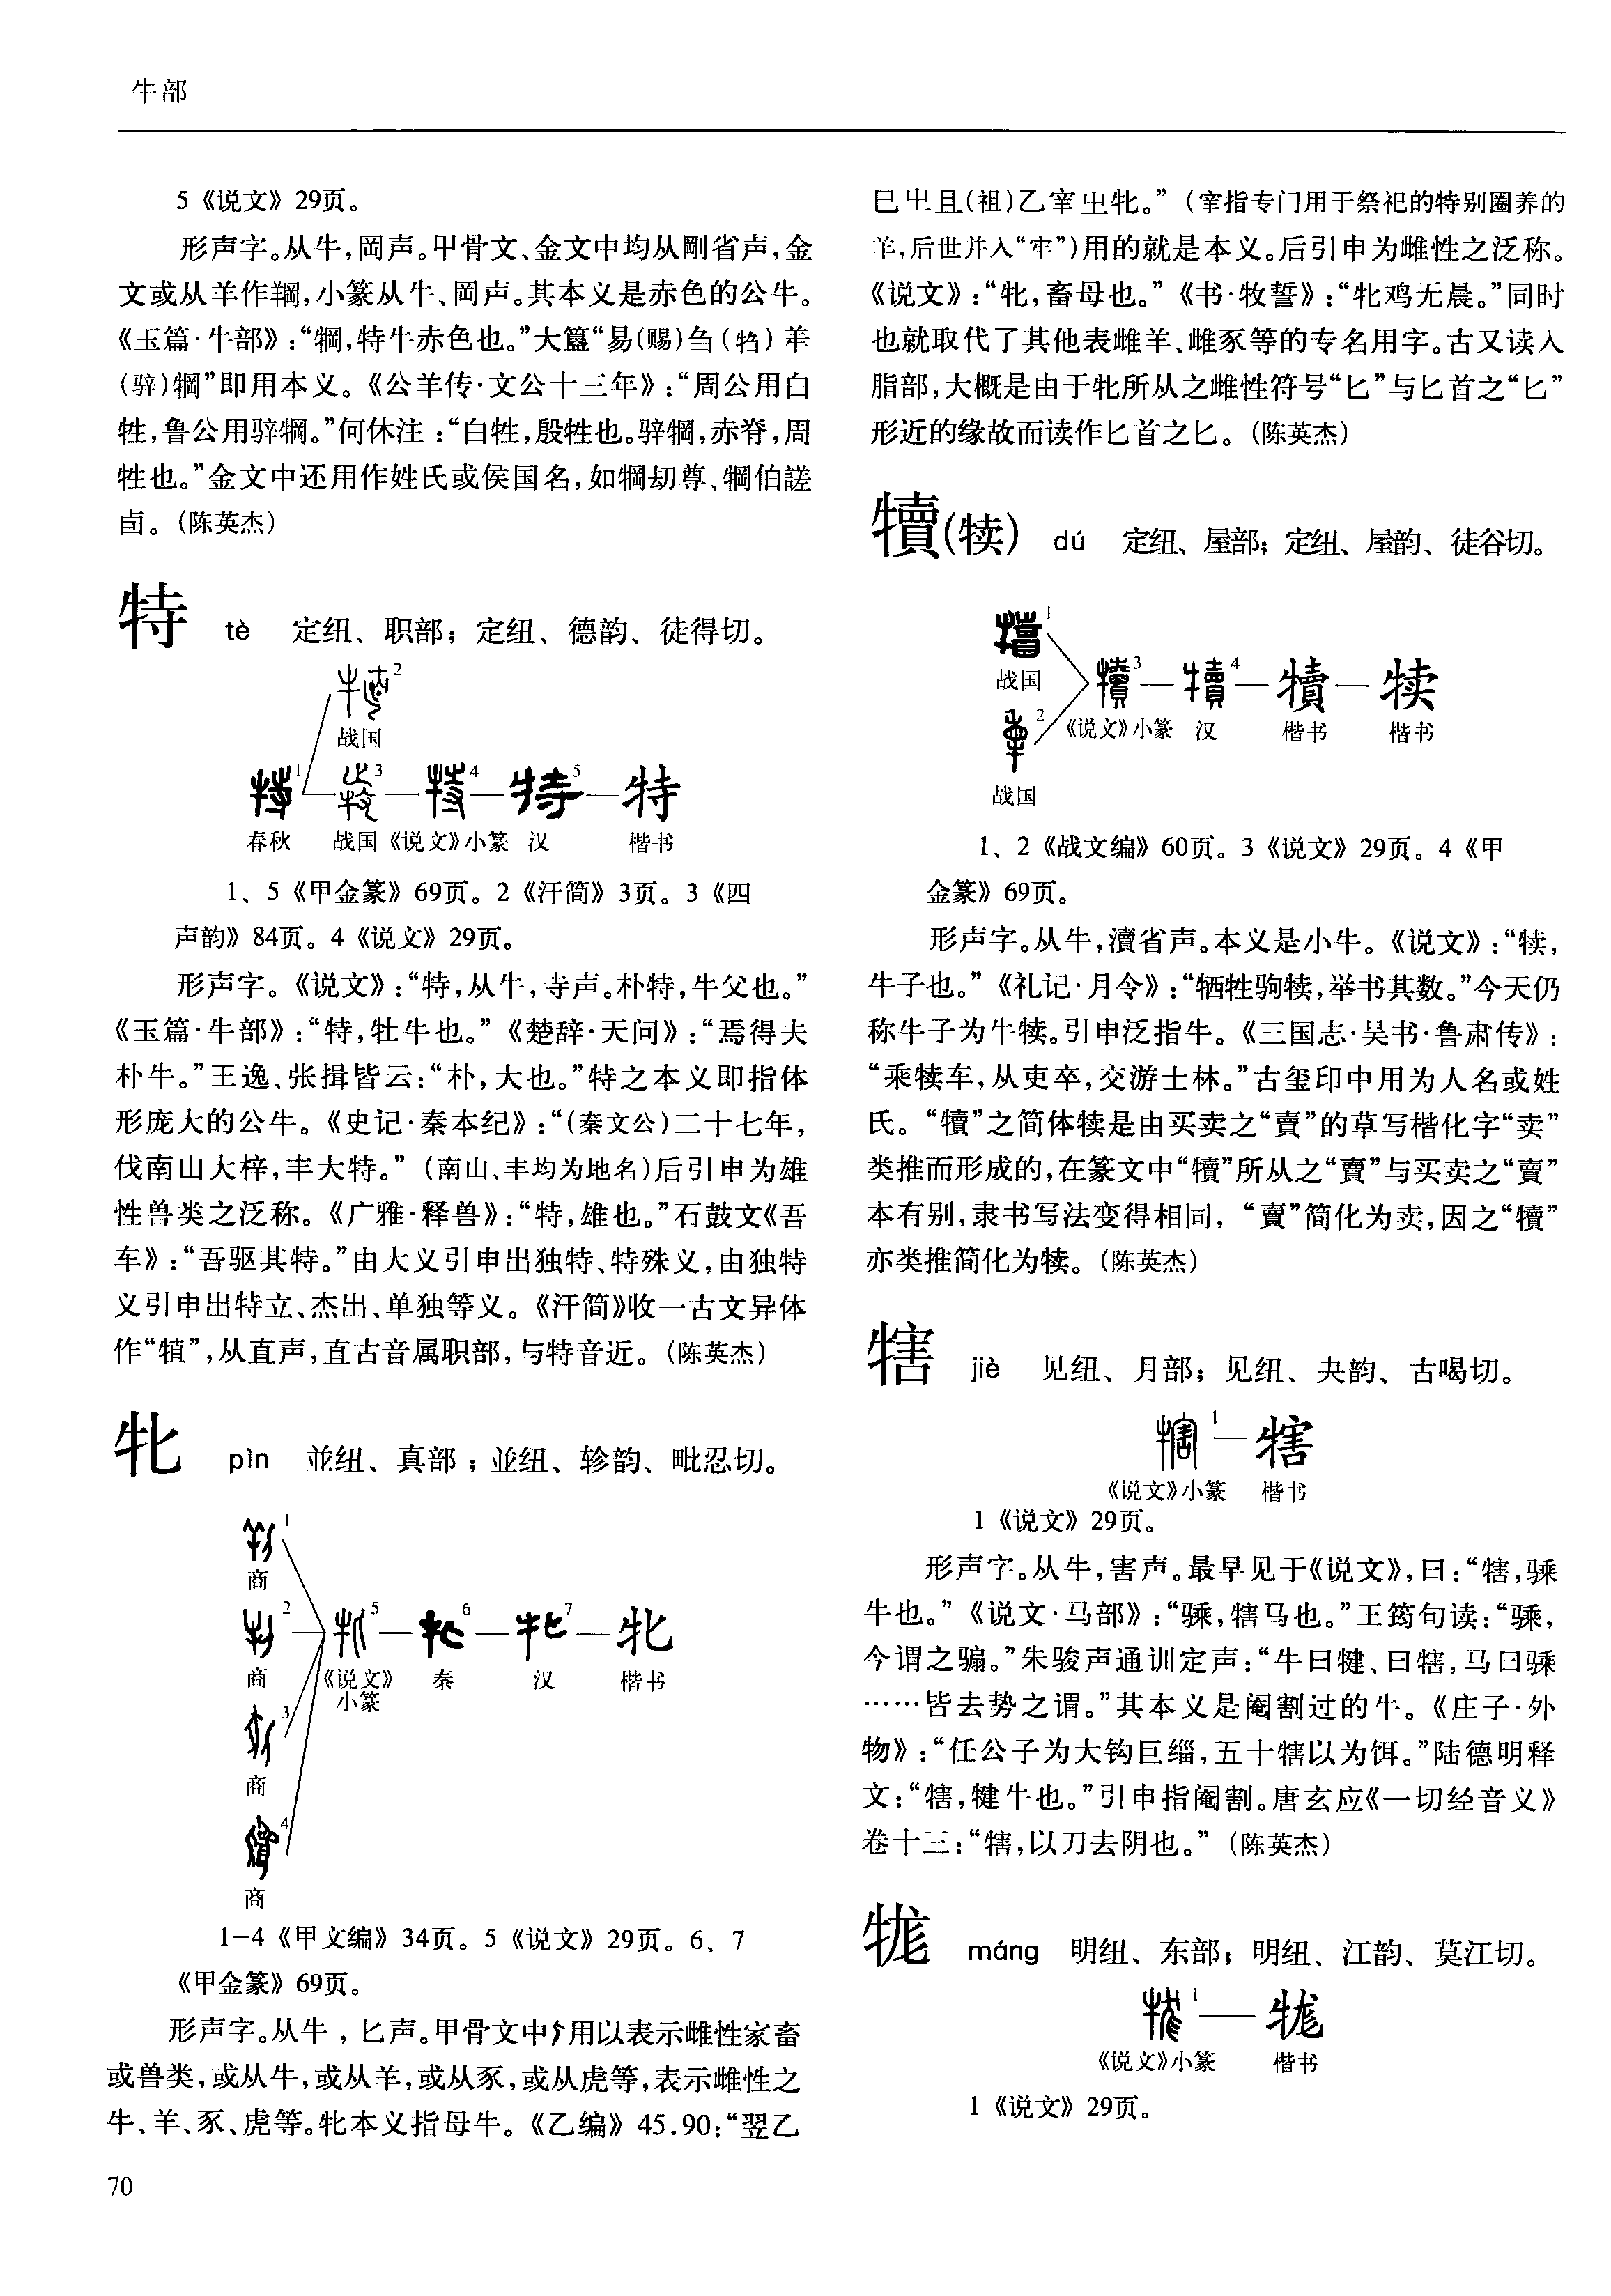 牛部
5《说文》29页。
形声字。从牛,岡声。甲骨文、金文中均从剛省声,金
文或从羊作㸯,小篆从牛、岡声。其本义是赤色的公牛。
《玉篇·牛部》:“犅,特牛赤色也。”大簋“易(赐)刍(犓)羊
(骍)犅”即用本义。《公羊传·文公十三年》:“周公用白
牲,鲁公用骍犅。”何休注:“白牲,殷牲也。骍犅,赤脊,周
牲也。”金文中还用作姓氏或侯国名,如犅刧尊、犅伯
卣。(陈英杰)
特 tè 定纽、职部;定纽、德韵、徒得切。
2
战国
1 3 4 5 特
春秋 战国《说文》小篆 汉 楷书
1、5《甲金篆》69页。2《汗简》3页。3《四
声韵》84页。4《说文》29页。
形声字。《说文》:“特,从牛,寺声。朴特,牛父也。”
《玉篇·牛部》:“特,牡牛也。”《楚辞·天问》:“焉得夫
朴牛。”王逸、张揖皆云:“朴,大也。”特之本义即指体
形庞大的公牛。《史记·秦本纪》:“(秦文公)二十七年,
伐南山大梓,丰大特。”(南山、丰均为地名)后引申为雄
性兽类之泛称。《广雅·释兽》:“特,雄也。”石鼓文《吾
车》:“吾驱其特。”由大义引申出独特、特殊义,由独特
义引申出特立、杰出、单独等义。《汗简》收一古文异体
作“犆”,从直声,直古音属职部,与特音近。(陈英杰)
牝 pìn 並纽、真部;並纽、轸韵、毗忍切。
1
商
2 5 6 7 牝
商 《说文》 秦 汉 楷书
小篆
3
商
4
商
1-4《甲文编》34页。5《说文》29页。6、7
《甲金篆》69页。
形声字。从牛,匕声。甲骨文中用以表示雌性家畜
或兽类,或从牛,或从羊,或从豕,或从虎等,表示雌性之
牛、羊、豕、虎等。牝本义指母牛。《乙编》45.90:“翌乙
70
巳㞢且(祖)乙宰㞢牝。”(宰指专门用于祭祀的特别圈养的
羊,后世并入“牢”)用的就是本义。后引申为雌性之泛称。
《说文》:“牝,畜母也。”《书·牧誓》:“牝鸡无晨。”同时
也就取代了其他表雌羊、雌豕等的专名用字。古又读入
脂部,大概是由于牝所从之雌性符号“匕”与匕首之“匕”
形近的缘故而读作匕首之匕。(陈英杰)
犢(犊) dú 定纽、屋部;定纽、屋韵、徒谷切。
1
战国 3 4 犢 犊
2 《说文》小篆 汉 楷书 楷书
战国
1、2《战文编》60页。3《说文》29页。4《甲
金篆》69页。
形声字。从牛,瀆省声。本义是小牛。《说文》:“犊,
牛子也。”《礼记·月令》:“牺牲驹犊,举书其数。”今天仍
称牛子为牛犊。引申泛指牛。《三国志·吴书·鲁肃传》:
“乘犊车,从吏卒,交游士林。”古玺印中用为人名或姓
氏。“犢”之简体犊是由买卖之“賣”的草写楷化字“卖”
类推而形成的,在篆文中“犢”所从之“賣”与买卖之“賣”
本有别,隶书写法变得相同,“賣”简化为卖,因之“犢”
亦类推简化为犊。(陈英杰)
犗 jiè 见纽、月部;见纽、夬韵、古喝切。
1 犗
《说文》小篆 楷书
1《说文》29页。
形声字。从牛,害声。最早见于《说文》,曰:“犗,騬
牛也。”《说文·马部》:“騬,犗马也。”王筠句读:“騬,
今谓之骟。”朱骏声通训定声:“牛曰犍、曰犗,马曰騬
……皆去势之谓。”其本义是阉割过的牛。《庄子·外
物》:“任公子为大钩巨缁,五十犗以为饵。”陆德明释
文:“犗,犍牛也。”引申指阉割。唐玄应《一切经音义》
卷十三:“犗,以刀去阴也。”(陈英杰)
牻 máng 明纽、东部;明纽、江韵、莫江切。
1 牻
《说文》小篆 楷书
1《说文》29页。